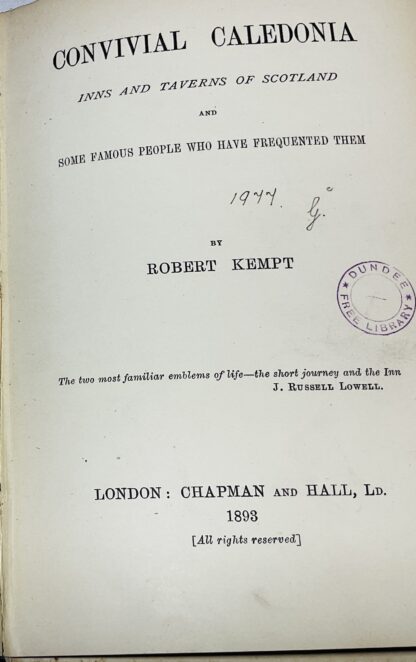 CONVIVIAL CALEDONIA
INNS AND TAVERNS OF SCOTLAND
AND
SOME FAMOUS PEOPLE WHO HAVE FREQUENTED THEM
BY
ROBERT KEMPT
DUNDEE
FREE LIBRARY
The two most familiar emblems of life—the short journey and the Inn
J. RUSSELL LOWELL.
LONDON: CHAPMAN AND HALL, LD.
1893
[All rights reserved]